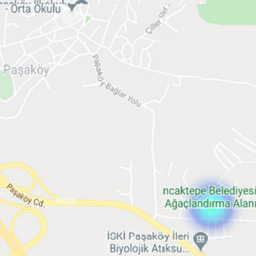 İlkokulu
- Orta Okulu
Çiller Sk.
Paşaköy
Paşaköy Bağlar Yolu
Paşaköy Cd.
ncaktepe Belediyesi
Ağaçlandırma Alanı
İSKİ Paşaköy İleri
Biyolojik Atıksu...